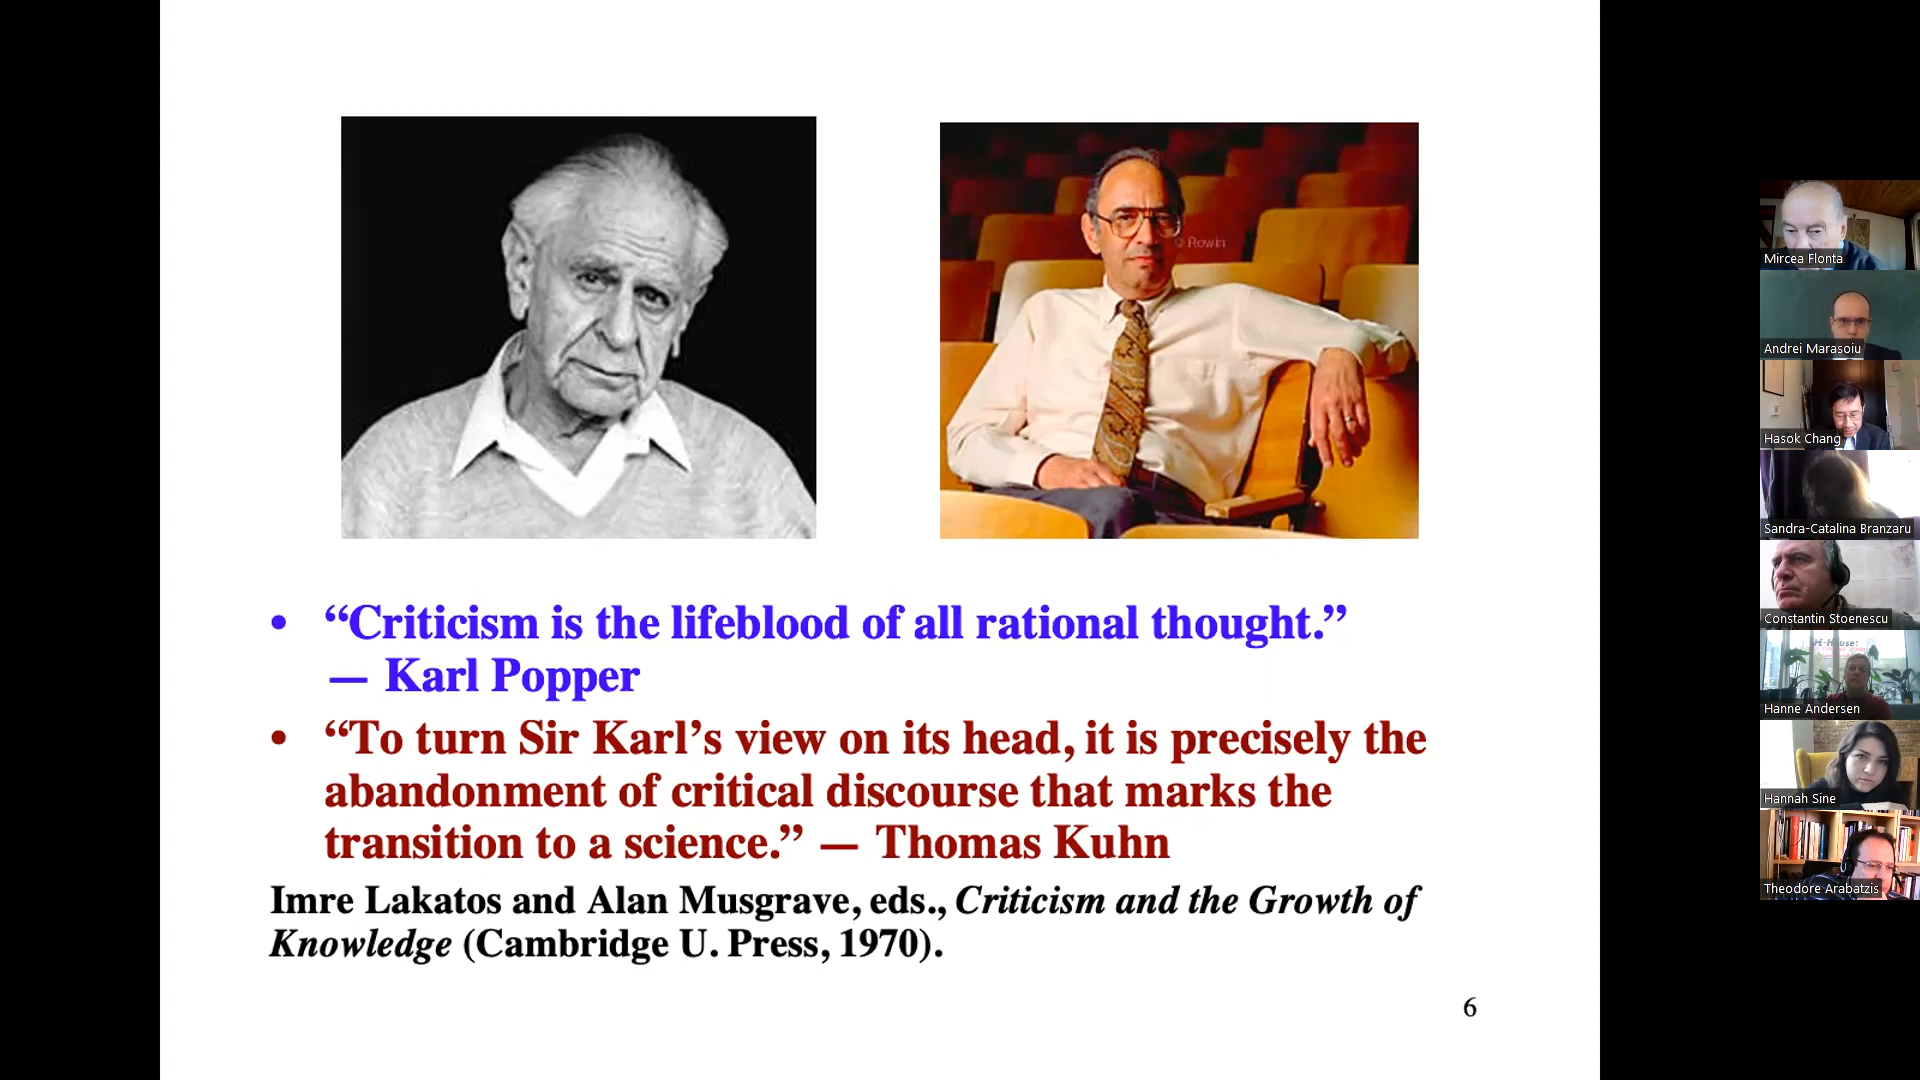 © Rowin
• “Criticism is the lifeblood of all rational thought.”
— Karl Popper
• “To turn Sir Karl’s view on its head, it is precisely the
abandonment of critical discourse that marks the
transition to a science.” — Thomas Kuhn
Imre Lakatos and Alan Musgrave, eds., Criticism and the Growth of
Knowledge (Cambridge U. Press, 1970).
6
Mircea Flonta
Andrei Marasoiu
Hasok Chang
Sandra-Catalina Branzaru
Constantin Stoenescu
Hanne Andersen
Hannah Sine
Theodore Arabatzis